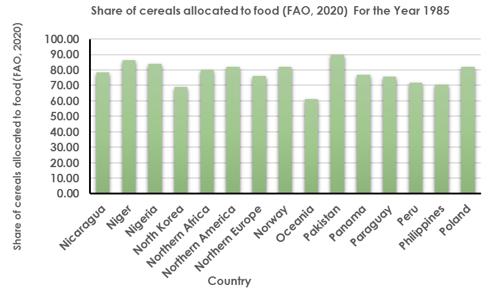 Share of cereals allocated to food (FAO, 2020) For the Year 1985
Share of cereals allocated to food (FAO, 2020)
100.00
90.00
80.00
70.00
60.00
50.00
40.00
30.00
20.00
10.00
0.00
Nicaragua
Niger
Nigeria
North Korea
Northern Africa
Northern America
Northern Europe
Norway
Oceania
Pakistan
Panama
Paraguay
Peru
Philippines
Poland
Country